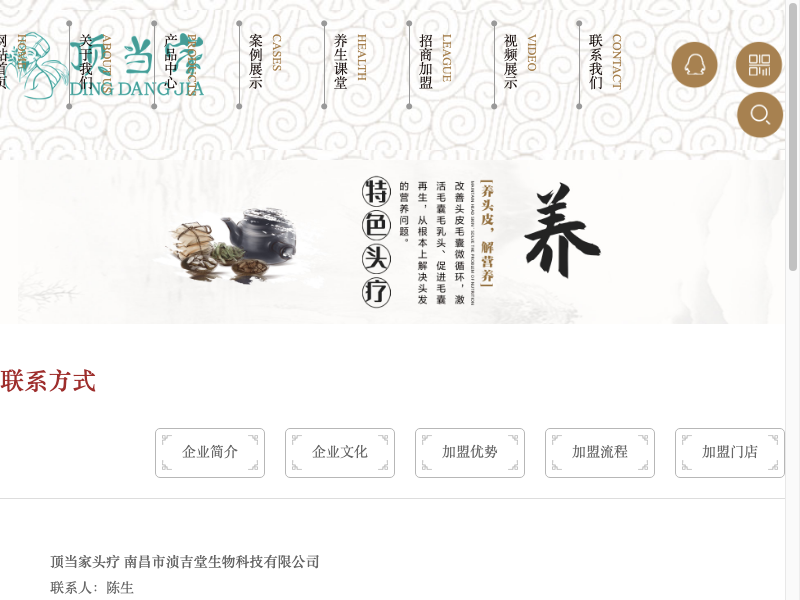 网站首页
HOME
顶当家
DING DANG JIA
关于我们
ABOUT US
产品中心
PRODUCTS
案例展示
CASES
养生课堂
HEALTH
招商加盟
LEAGUE
视频展示
VIDEO
联系我们
CONTACT
养
[养头皮，解营养]
改善头皮毛囊微循环，激
活毛囊毛乳头、促进毛囊
再生，从根本上解决头发
的营养问题。
特色头疗
联系方式
企业简介
企业文化
加盟优势
加盟流程
加盟门店
顶当家头疗 南昌市浈吉堂生物科技有限公司
联系人：陈生